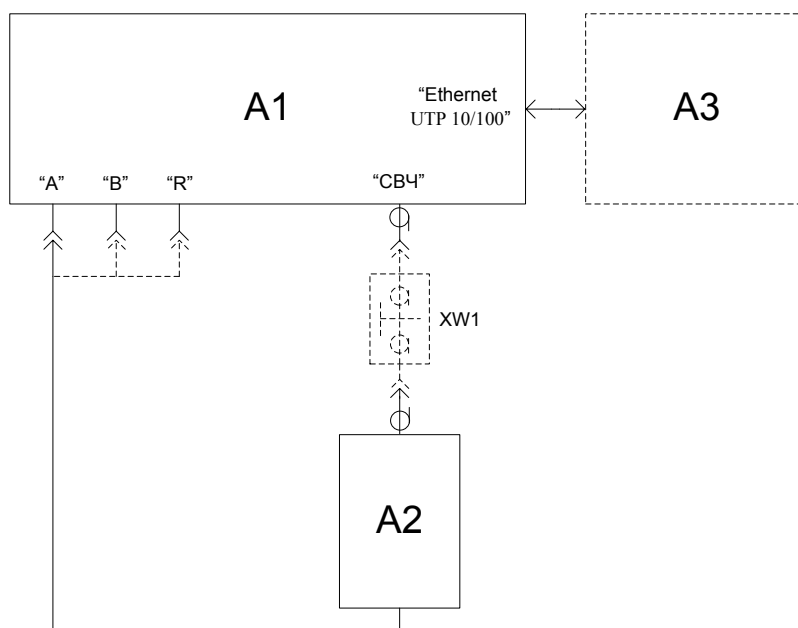 A1
“Ethernet
UTP 10/100”
A3
“A”
“B”
“R”
“СВЧ”
XW1
A2